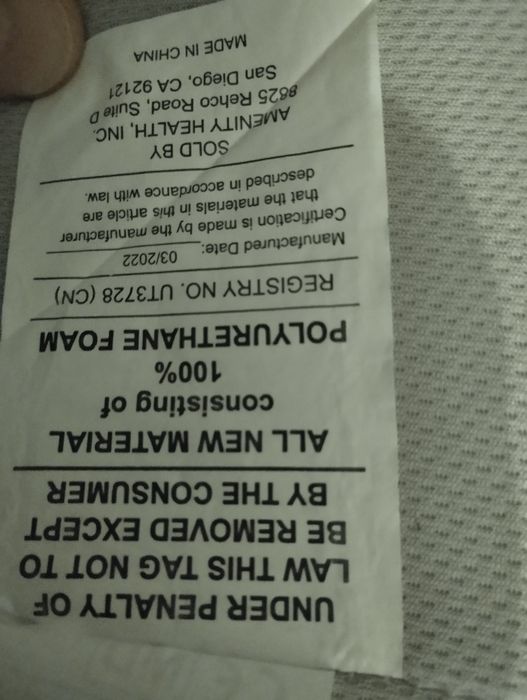 UNDER PENALTY OF
LAW THIS TAG NOT TO
BE REMOVED EXCEPT
BY THE CONSUMER
ALL NEW MATERIAL
consisting of
100%
POLYURETHANE FOAM
REGISTRY NO. UT3728 (CN)
Manufactured Date: 03/2022
Certification is made by the manufacturer
that the materials in this article are
described in accordance with law.
SOLD BY
AMENITY HEALTH, INC.
8625 Rehco Road, Suite D
San Diego, CA 92121
MADE IN CHINA